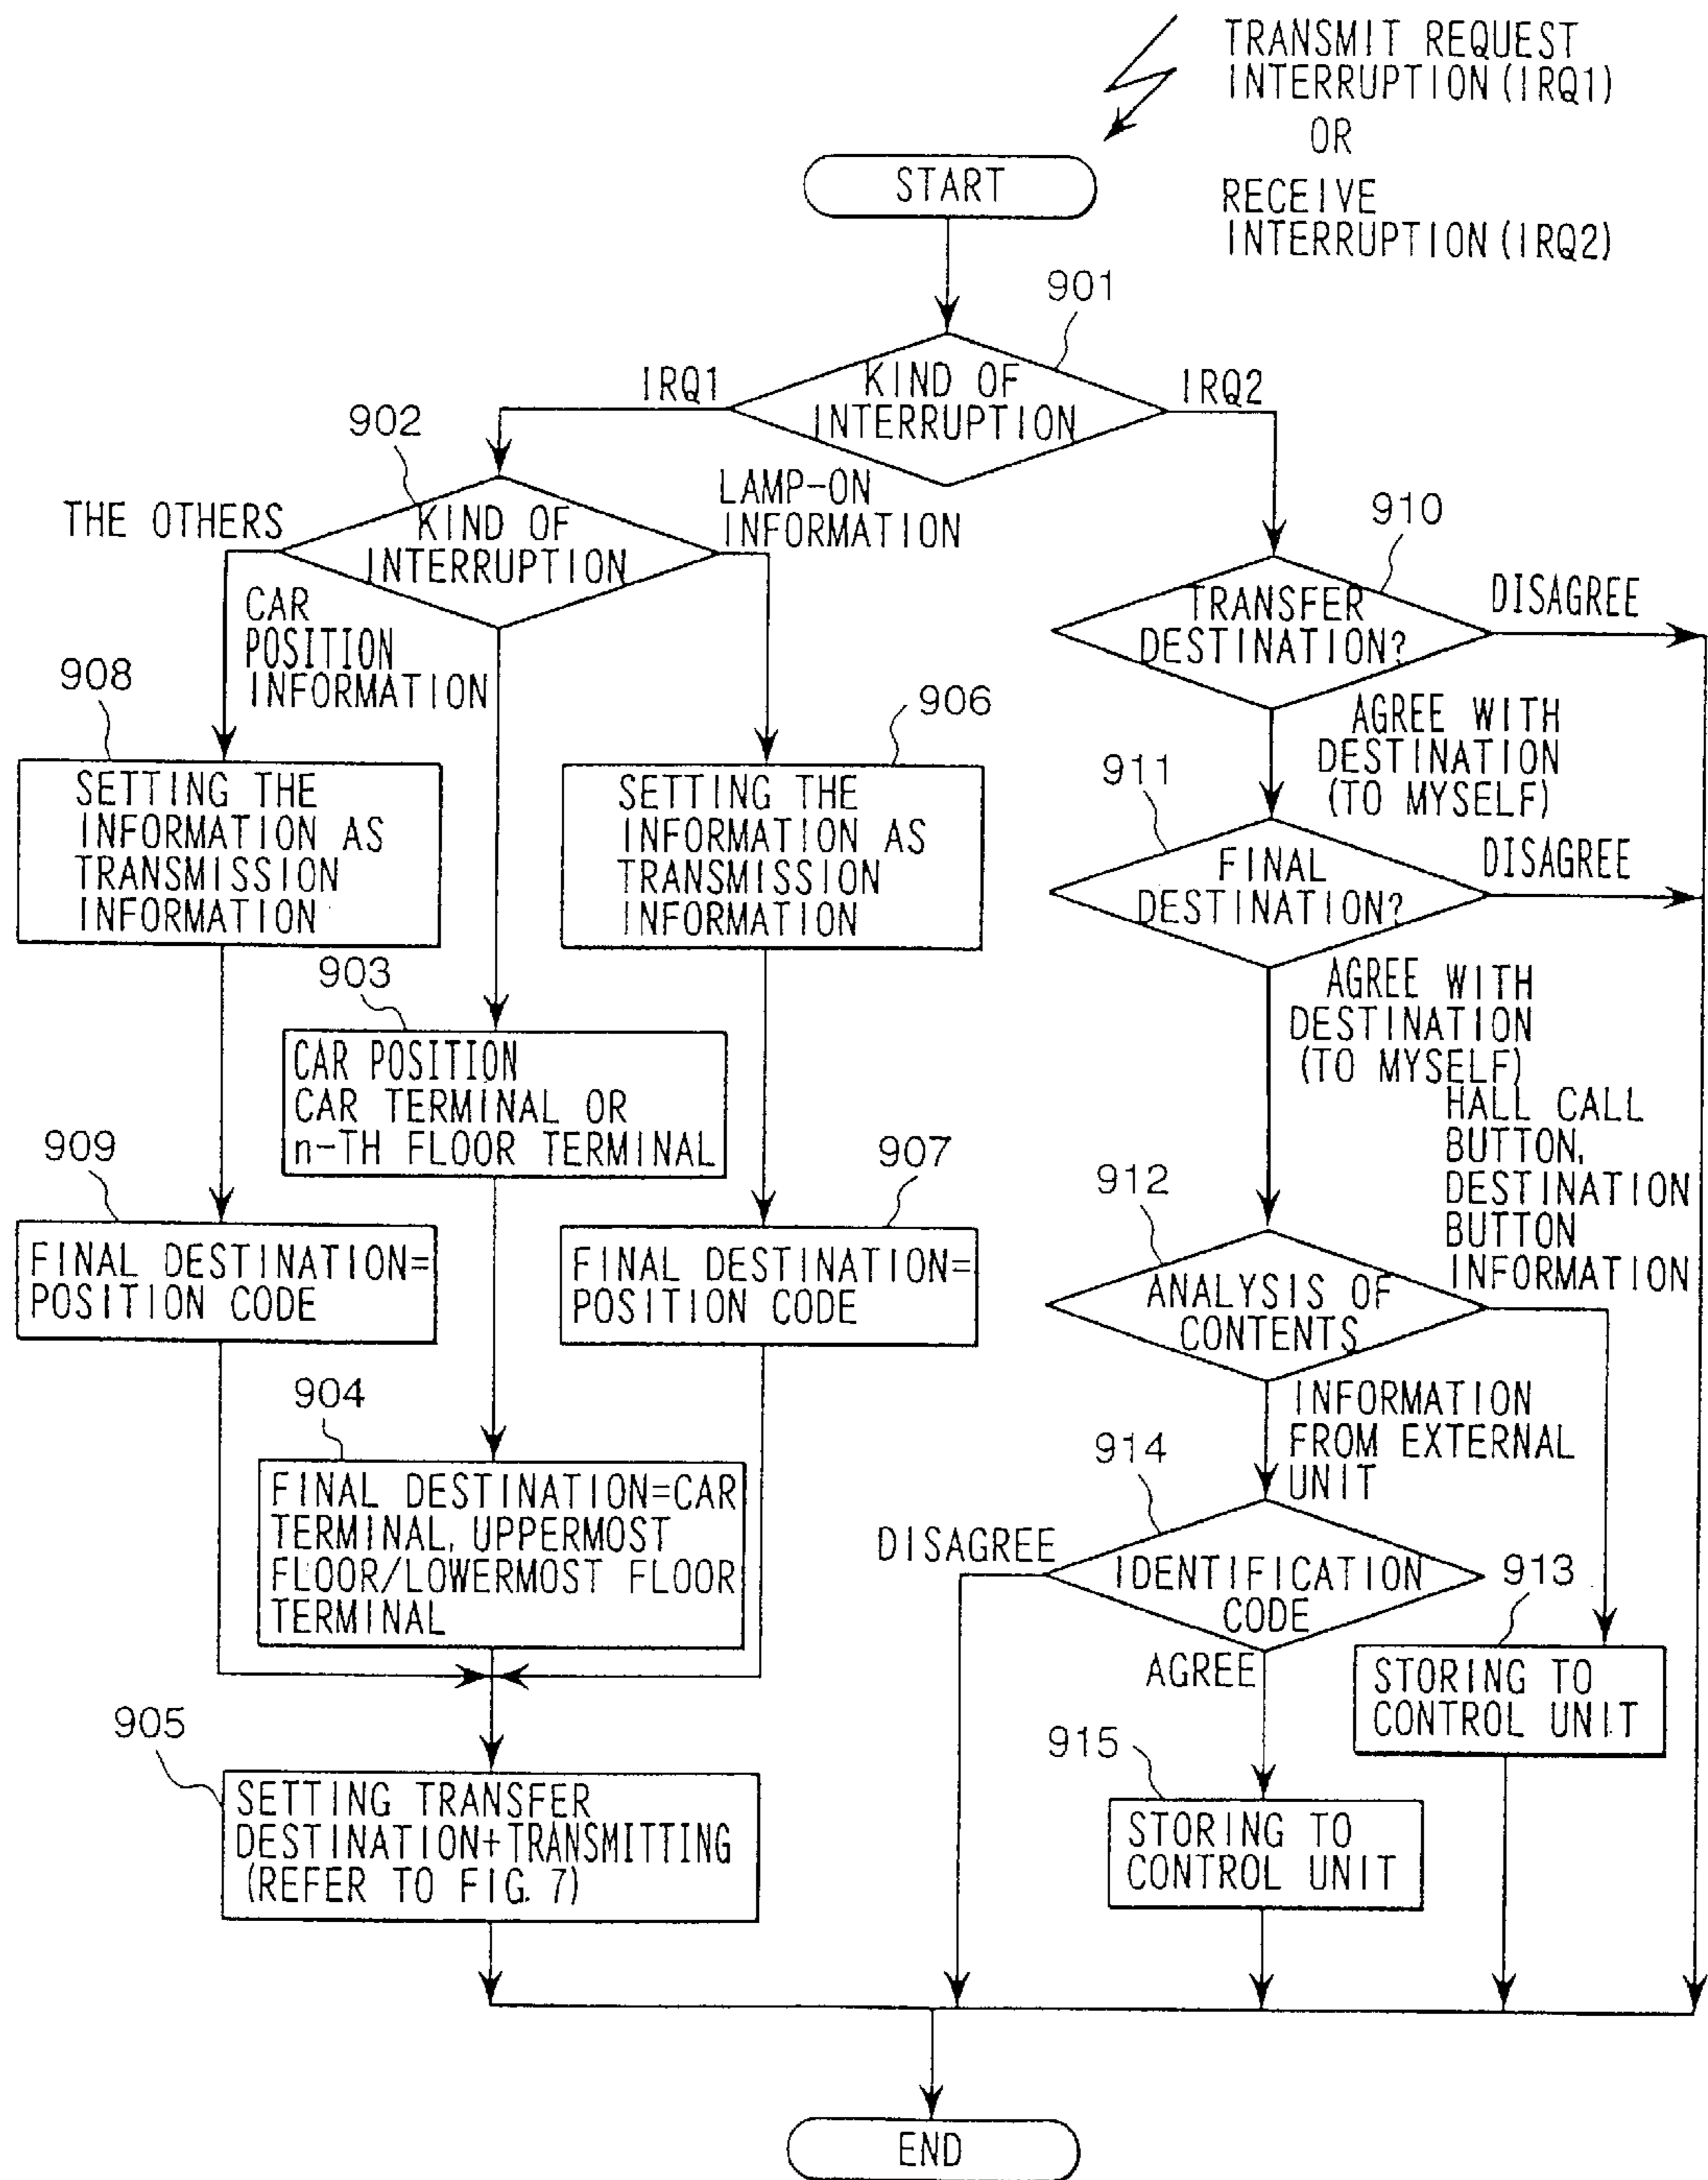 TRANSMIT REQUEST
INTERRUPTION (IRQ1)
OR
RECEIVE
INTERRUPTION (IRQ2)
START
901
KIND OF
INTERRUPTION
IRQ1
IRQ2
902
KIND OF
INTERRUPTION
THE OTHERS
CAR
POSITION
INFORMATION
LAMP-ON
INFORMATION
910
TRANSFER
DESTINATION?
DISAGREE
AGREE WITH
DESTINATION
(TO MYSELF)
908
SETTING THE
INFORMATION AS
TRANSMISSION
INFORMATION
906
SETTING THE
INFORMATION AS
TRANSMISSION
INFORMATION
911
FINAL
DESTINATION?
DISAGREE
AGREE WITH
DESTINATION
(TO MYSELF)
903
CAR POSITION
CAR TERMINAL OR
n-TH FLOOR TERMINAL
909
FINAL DESTINATION=
POSITION CODE
907
FINAL DESTINATION=
POSITION CODE
912
ANALYSIS OF
CONTENTS
HALL CALL
BUTTON,
DESTINATION
BUTTON
INFORMATION
INFORMATION
FROM EXTERNAL
UNIT
904
FINAL DESTINATION=CAR
TERMINAL, UPPERMOST
FLOOR/LOWERMOST FLOOR
TERMINAL
914
IDENTIFICATION
CODE
DISAGREE
AGREE
913
STORING TO
CONTROL UNIT
905
SETTING TRANSFER
DESTINATION+TRANSMITTING
(REFER TO FIG. 7)
915
STORING TO
CONTROL UNIT
END